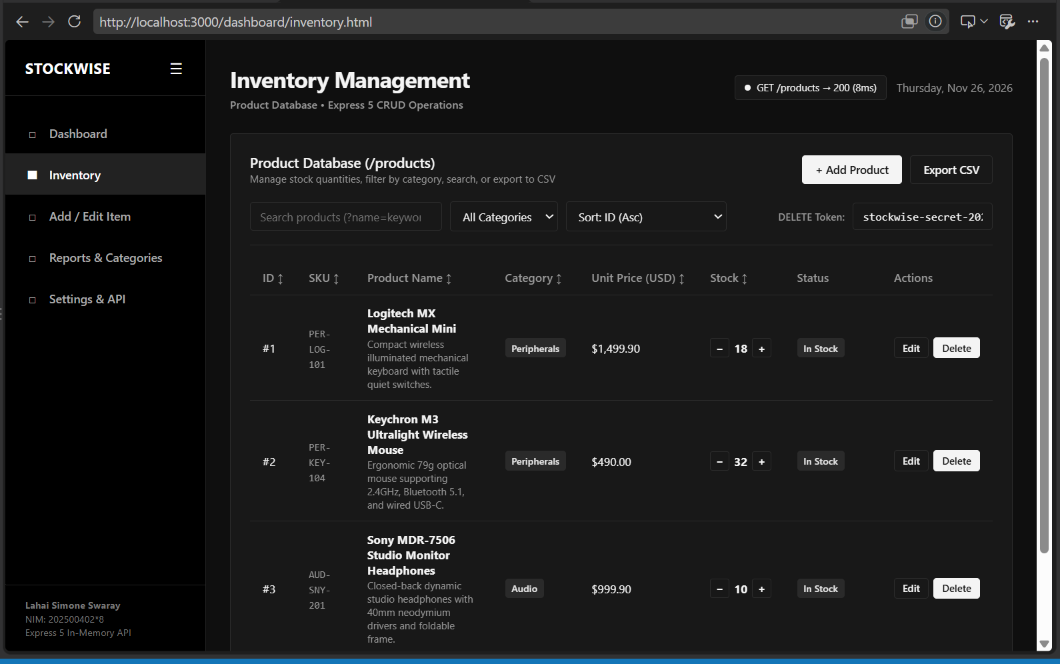 http://localhost:3000/dashboard/inventory.html
STOCKWISE
Dashboard
Inventory
Add / Edit Item
Reports & Categories
Settings & API
Lahai Simone Swaray
NIM: 202500402*8
Express 5 In-Memory API
Inventory Management
Product Database • Express 5 CRUD Operations
GET /products → 200 (8ms)
Thursday, Nov 26, 2026
Product Database (/products)
Manage stock quantities, filter by category, search, or export to CSV
+ Add Product
Export CSV
Search products (?name=keywor
All Categories
Sort: ID (Asc)
DELETE Token:
stockwise-secret-202
ID ↕ SKU ↕ Product Name ↕ Category ↕ Unit Price (USD) ↕ Stock ↕ Status Actions
#1
PER-
LOG-
101
Logitech MX
Mechanical Mini
Compact wireless
illuminated mechanical
keyboard with tactile
quiet switches.
Peripherals
$1,499.90
− 18 +
In Stock
Edit
Delete
#2
PER-
KEY-
104
Keychron M3
Ultralight Wireless
Mouse
Ergonomic 79g optical
mouse supporting
2.4GHz, Bluetooth 5.1,
and wired USB-C.
Peripherals
$490.00
− 32 +
In Stock
Edit
Delete
#3
AUD-
SNY-
201
Sony MDR-7506
Studio Monitor
Headphones
Closed-back dynamic
studio headphones with
40mm neodymium
drivers and foldable
frame.
Audio
$999.90
− 10 +
In Stock
Edit
Delete